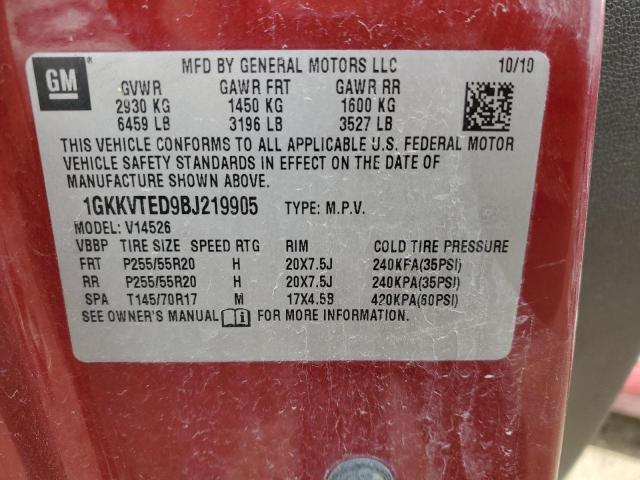 GM
MFD BY GENERAL MOTORS LLC 10/10
GVWR GAWR FRT GAWR RR
2930 KG 1450 KG 1600 KG
6459 LB 3196 LB 3527 LB
THIS VEHICLE CONFORMS TO ALL APPLICABLE U.S. FEDERAL MOTOR
VEHICLE SAFETY STANDARDS IN EFFECT ON THE DATE OF
MANUFACTURE SHOWN ABOVE.
1GKKVTED9BJ219905 TYPE: M.P.V.
MODEL: V14526
VBBP TIRE SIZE SPEED RTG RIM COLD TIRE PRESSURE
FRT P255/55R20 H 20X7.5J 240KPA(35PSI)
RR P255/55R20 H 20X7.5J 240KPA(35PSI)
SPA T145/70R17 M 17X4.5B 420KPA(60PSI)
SEE OWNER'S MANUAL i FOR MORE INFORMATION.